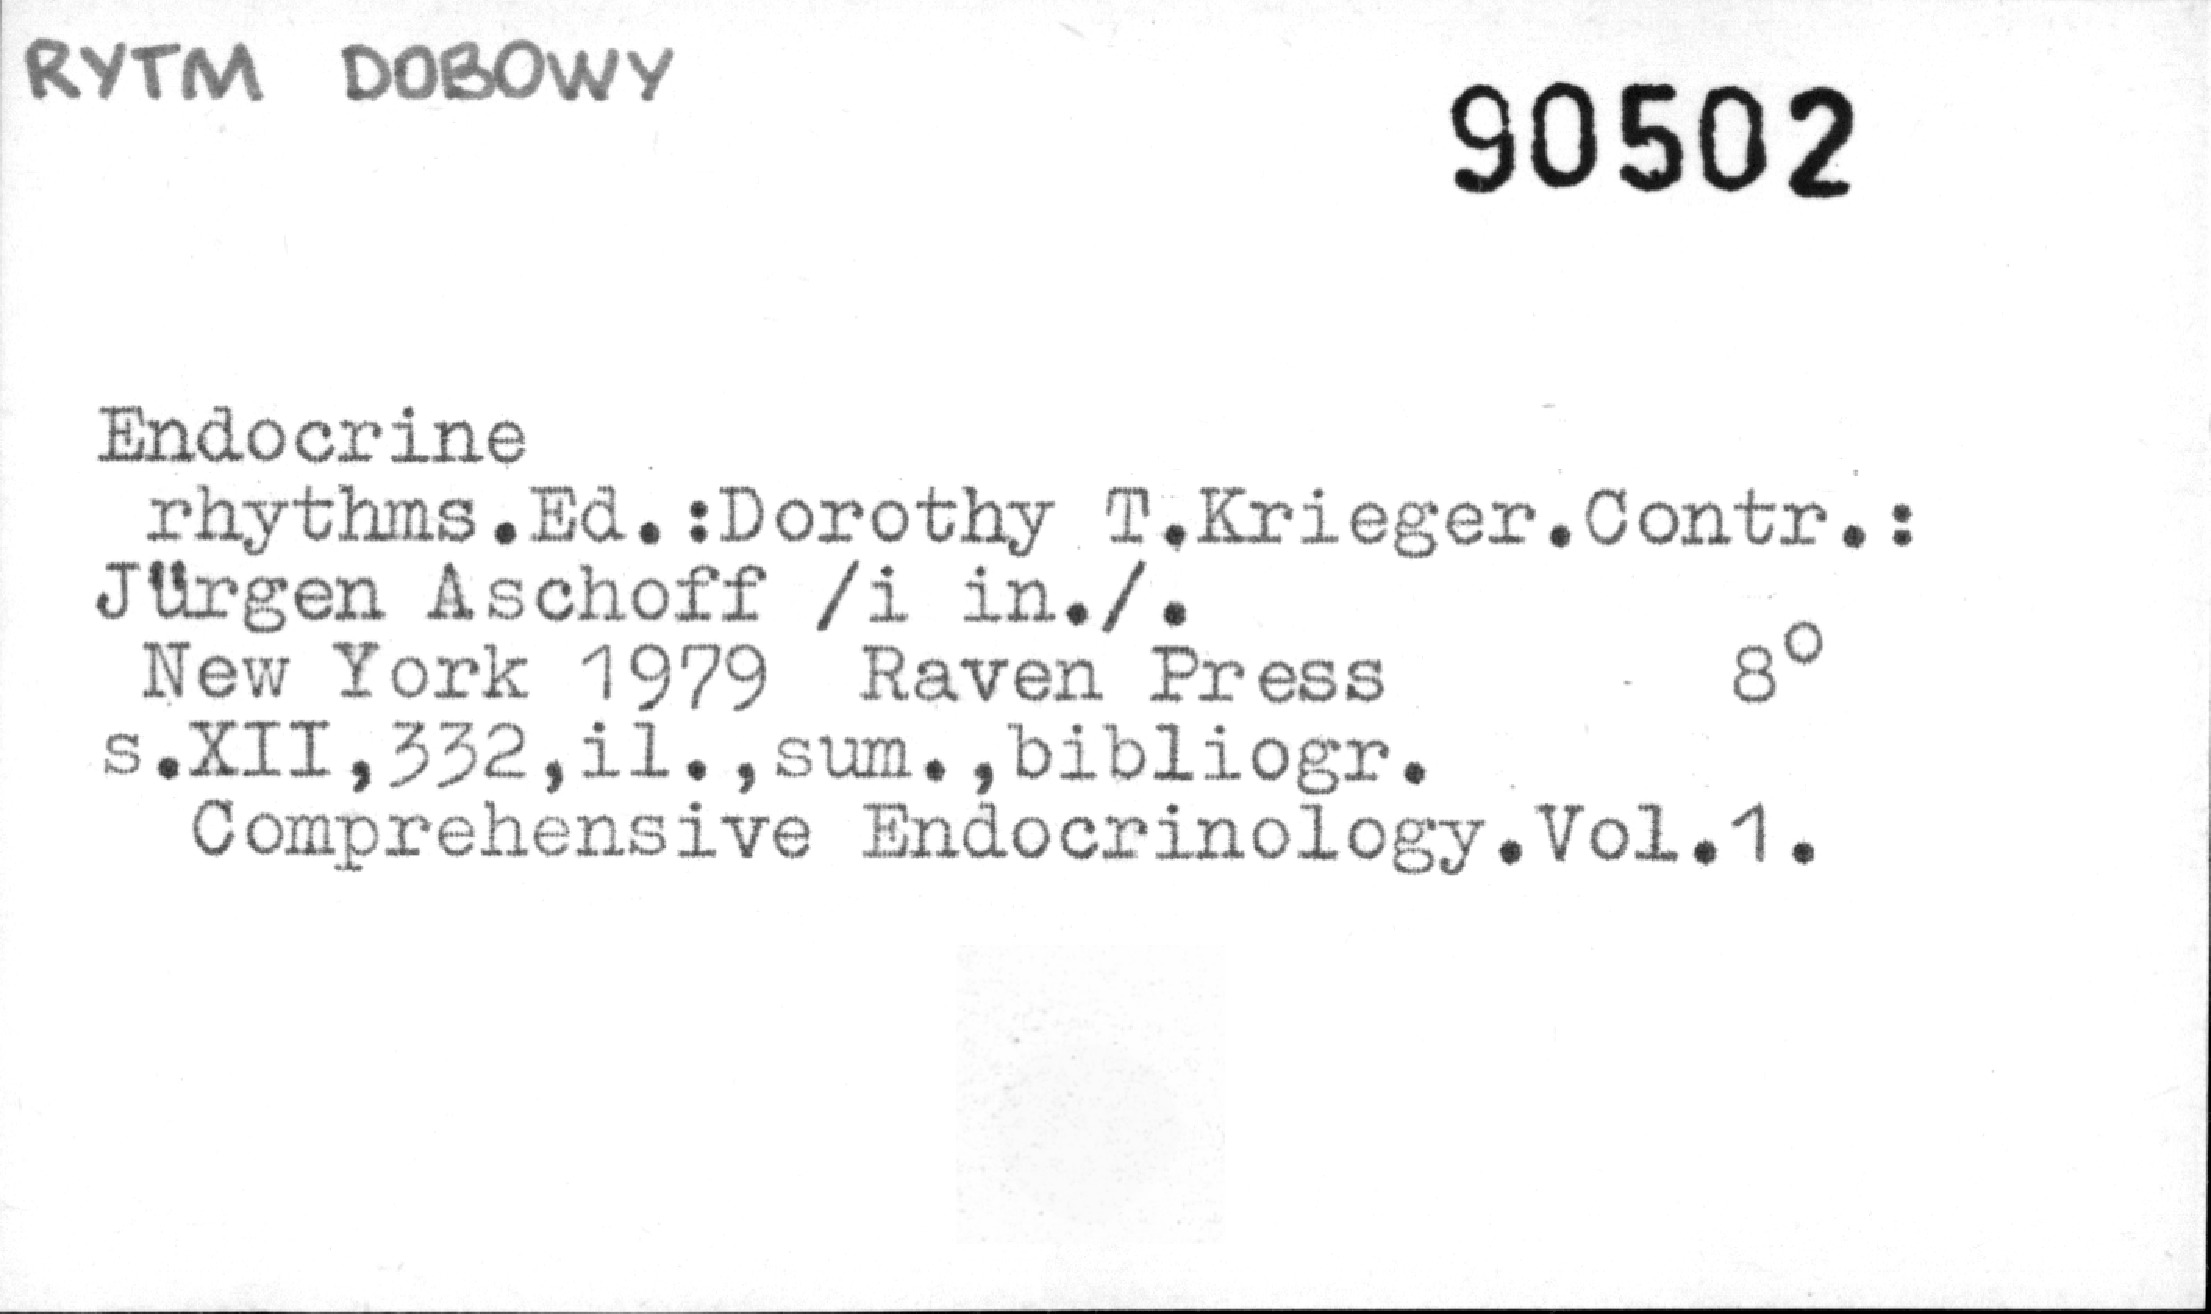 RYTM DOBOWY
90502
Endocrine
rhythms.Ed.:Dorothy T.Krieger.Contr.:
Jürgen Aschoff /i in./.
New York 1979 Raven Press 8°
s.XII,332,il.,sum.,bibliogr.
Comprehensive Endocrinology.Vol.1.